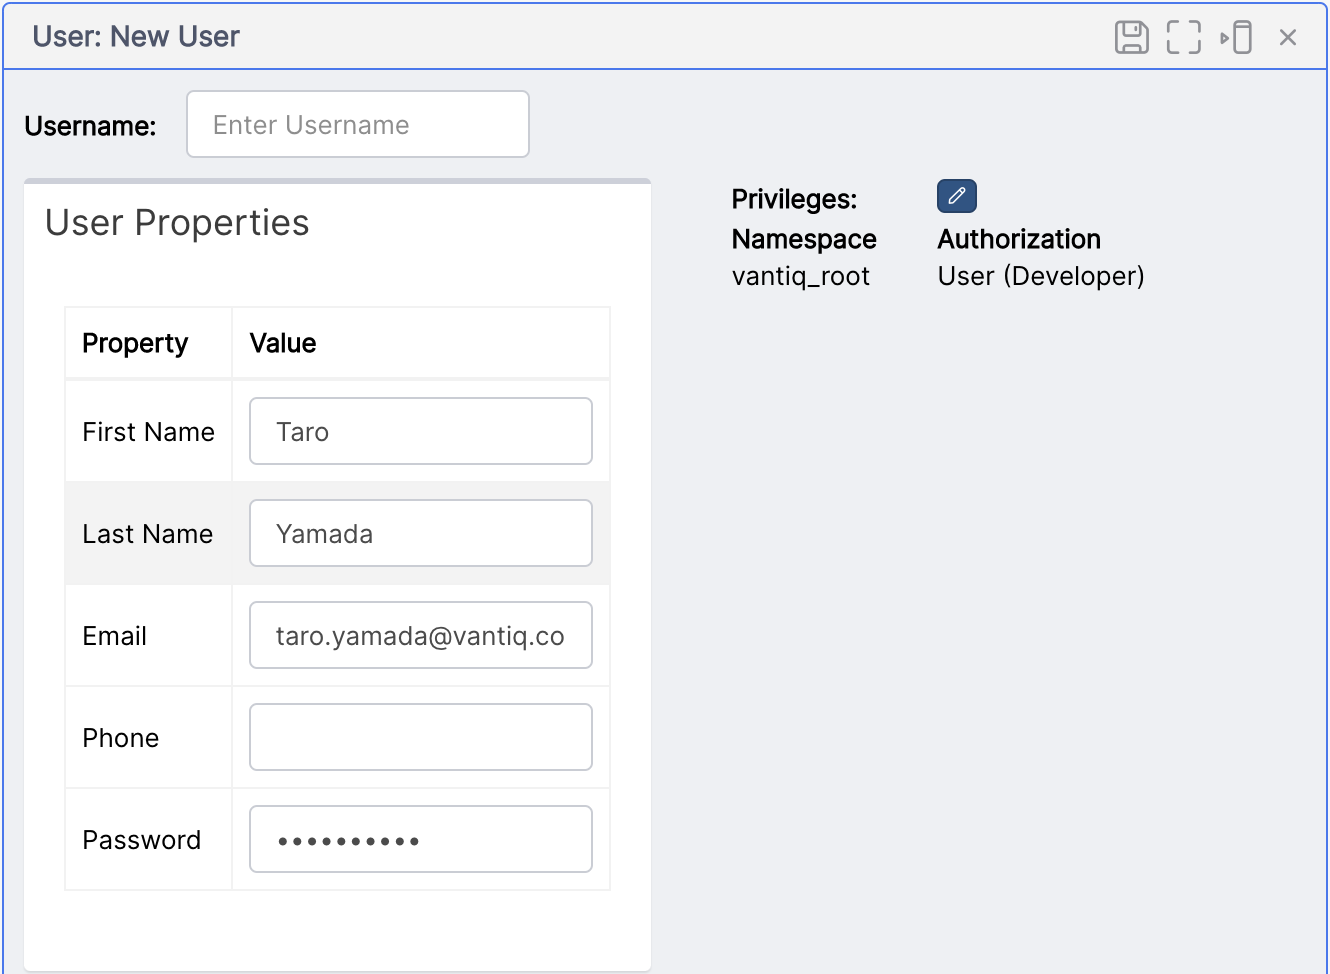 User: New User
Username:
Enter Username
User Properties
Property Value
First Name Taro
Last Name Yamada
Email taro.yamada@vantiq.co
Phone
Password ••••••••••
Privileges:
Namespace Authorization
vantiq_root User (Developer)